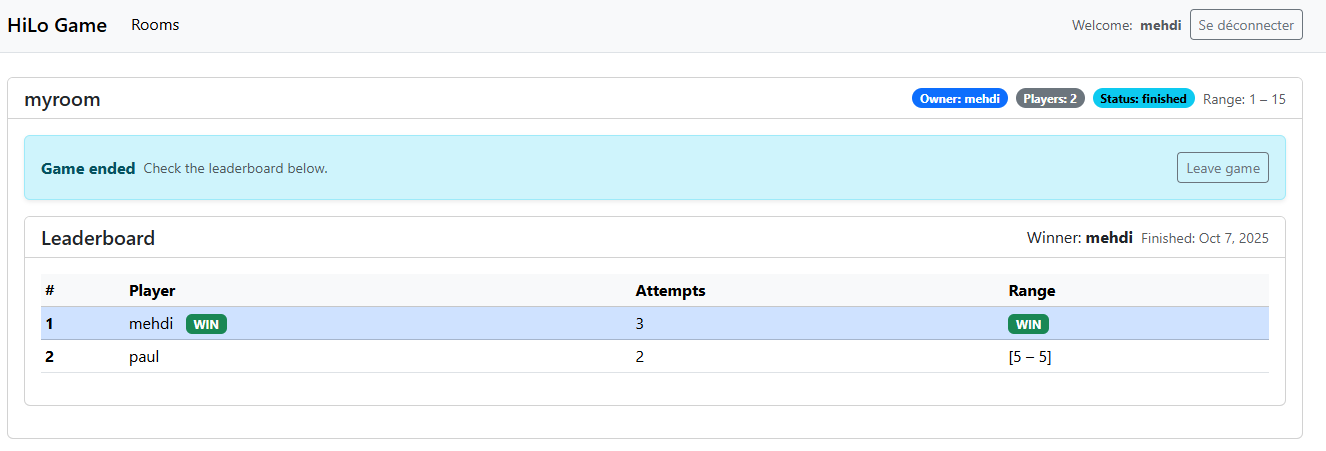 HiLo Game Rooms Welcome: mehdi Se déconnecter
myroom Owner: mehdi Players: 2 Status: finished Range: 1 – 15
Game ended Check the leaderboard below. Leave game
Leaderboard Winner: mehdi Finished: Oct 7, 2025
# Player Attempts Range
1 mehdi WIN 3 WIN
2 paul 2 [5 – 5]